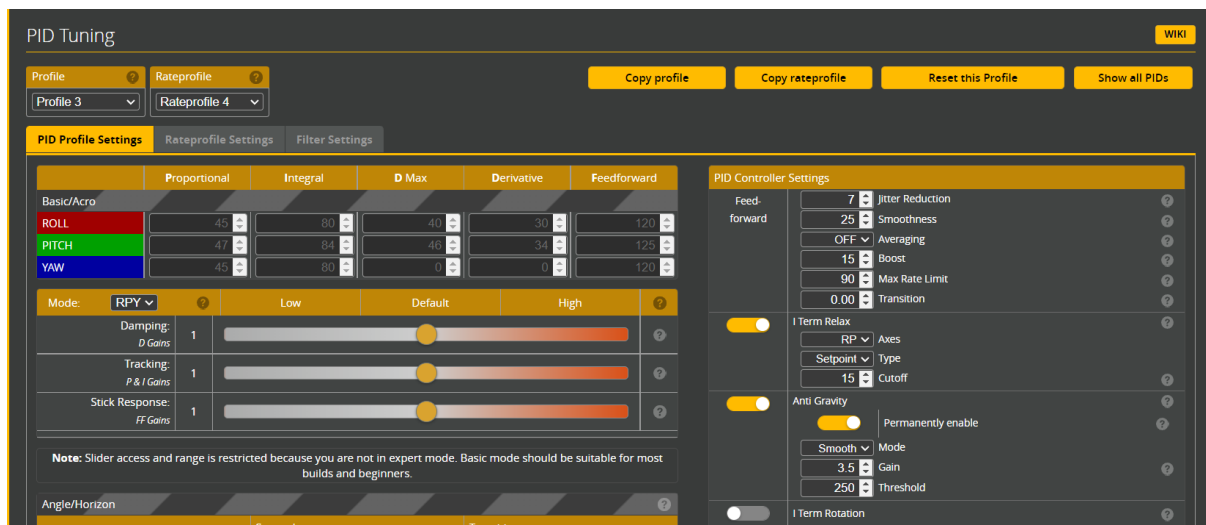 PID Tuning
WIKI
Profile
Rateprofile
Profile 3
Rateprofile 4
Copy profile
Copy rateprofile
Reset this Profile
Show all PIDs
PID Profile Settings
Rateprofile Settings
Filter Settings
Proportional Integral D Max Derivative Feedforward
Basic/Acro
ROLL 45 80 40 30 120
PITCH 47 84 46 34 125
YAW 45 80 0 0 120
Mode: RPY Low Default High
Damping: 1
D Gains
Tracking: 1
P & I Gains
Stick Response: 1
FF Gains
Note: Slider access and range is restricted because you are not in expert mode. Basic mode should be suitable for most
builds and beginners.
Angle/Horizon
PID Controller Settings
Feed-
forward
7 Jitter Reduction
25 Smoothness
OFF Averaging
15 Boost
90 Max Rate Limit
0.00 Transition
I Term Relax
RP Axes
Setpoint Type
15 Cutoff
Anti Gravity
Permanently enable
Smooth Mode
3.5 Gain
250 Threshold
I Term Rotation